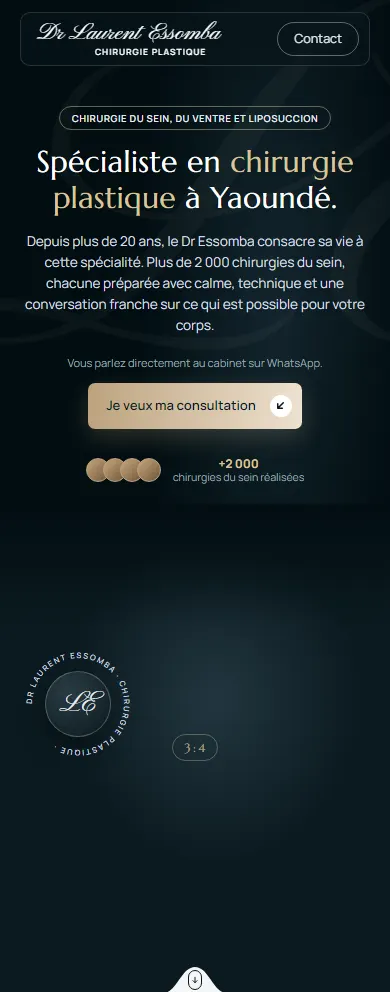 Dr Laurent Essomba
CHIRURGIE PLASTIQUE
Contact
CHIRURGIE DU SEIN, DU VENTRE ET LIPOSUCCION
Spécialiste en chirurgie
plastique à Yaoundé.
Depuis plus de 20 ans, le Dr Essomba consacre sa vie à
cette spécialité. Plus de 2 000 chirurgies du sein,
chacune préparée avec calme, technique et une
conversation franche sur ce qui est possible pour votre
corps.
Vous parlez directement au cabinet sur WhatsApp.
Je veux ma consultation
+2 000
chirurgies du sein réalisées
DR LAURENT ESSOMBA · CHIRURGIE PLASTIQUE ·
LE
3:4